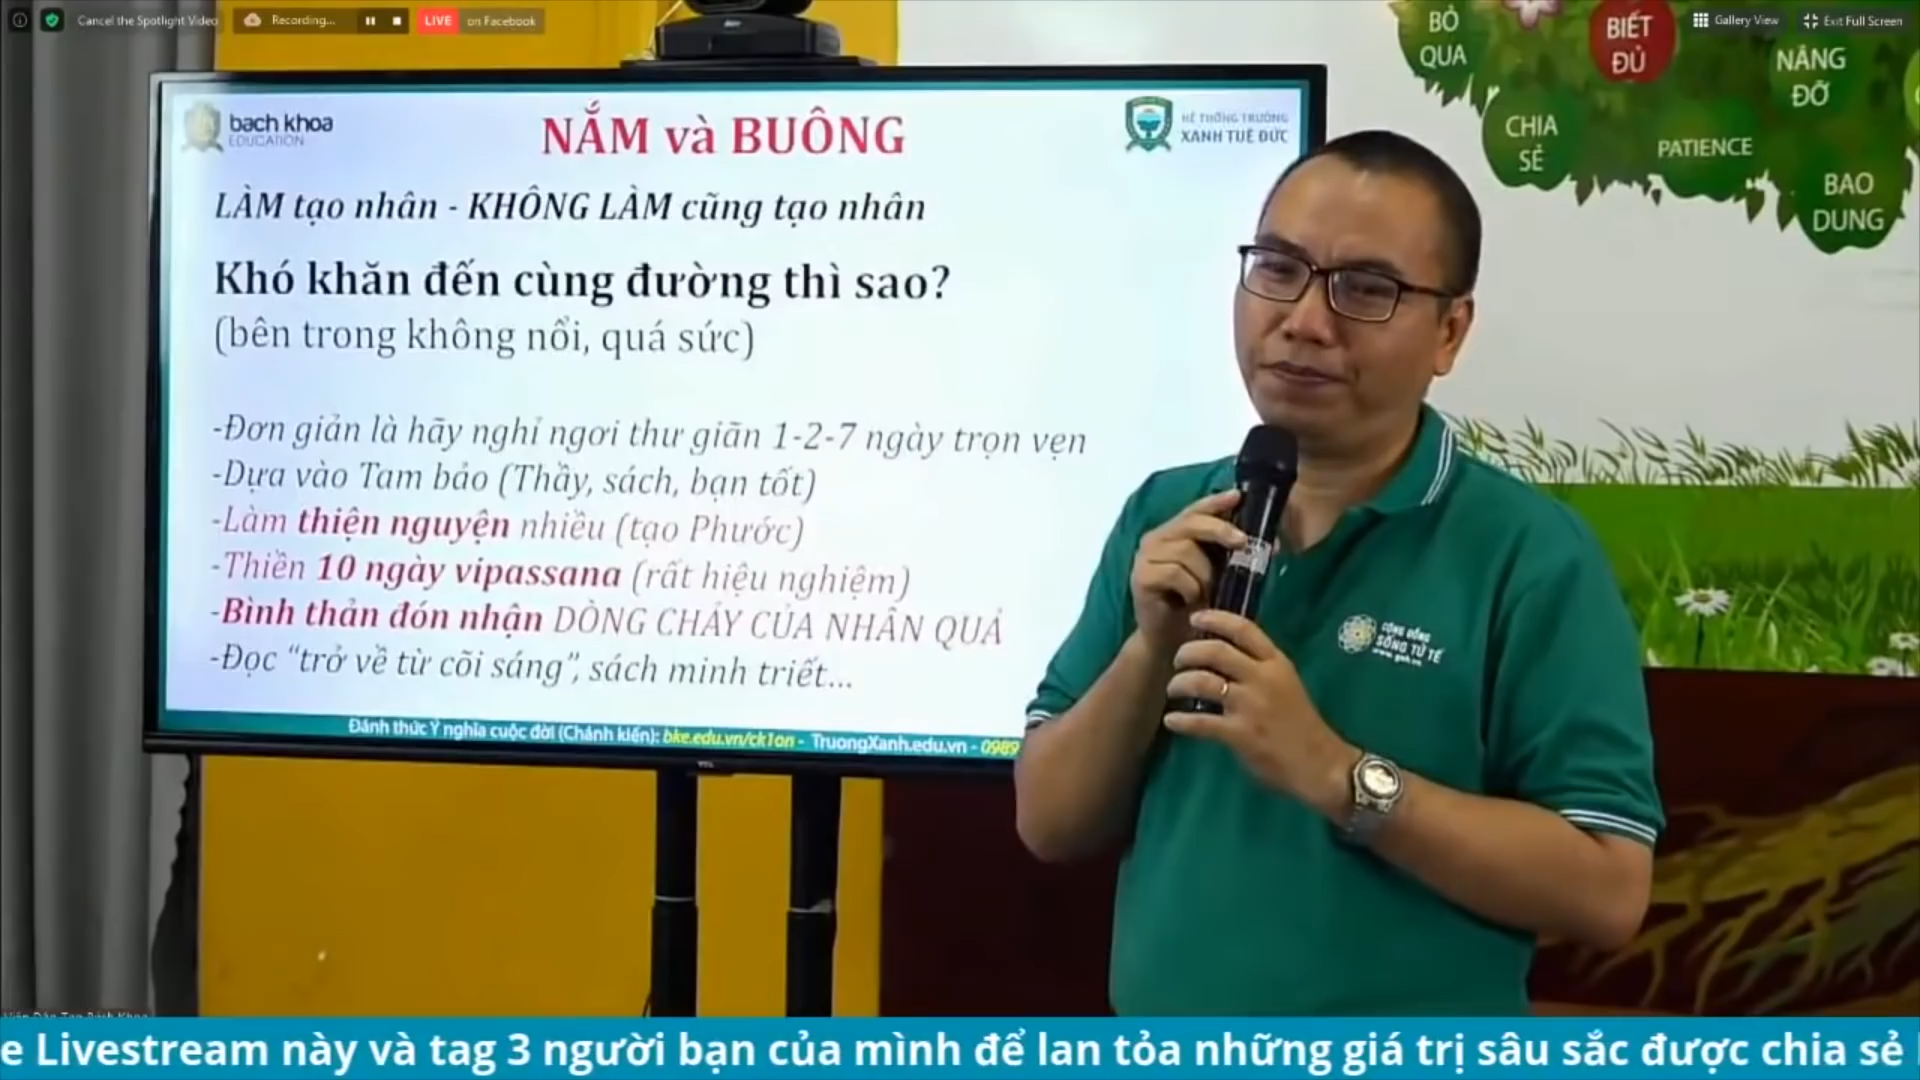 Cancel the Spotlight Video
Recording...
LIVE on Facebook
Gallery View
Exit Full Screen
BỎ QUA
BIẾT ĐỦ
NÂNG ĐỠ
CHIA SẺ
PATIENCE
BAO DUNG
bach khoa
EDUCATION
NẮM và BUÔNG
HỆ THỐNG TRƯỜNG
XANH TUỆ ĐỨC
LÀM tạo nhân - KHÔNG LÀM cũng tạo nhân
Khó khăn đến cùng đường thì sao?
(bên trong không nổi, quá sức)
-Đơn giản là hãy nghỉ ngơi thư giãn 1-2-7 ngày trọn vẹn
-Dựa vào Tam bảo (Thầy, sách, bạn tốt)
-Làm thiện nguyện nhiều (tạo Phước)
-Thiền 10 ngày vipassana (rất hiệu nghiệm)
-Bình thản đón nhận DÒNG CHẢY CỦA NHÂN QUẢ
-Đọc “trở về từ cõi sáng”, sách minh triết...
Đánh thức Ý nghĩa cuộc đời (Chánh kiến): bke.edu.vn/ck1on - TruongXanh.edu.vn - 0989
CỘNG ĐỒNG
SỐNG TỬ TẾ
e Livestream này và tag 3 người bạn của mình để lan tỏa những giá trị sâu sắc được chia sẻ